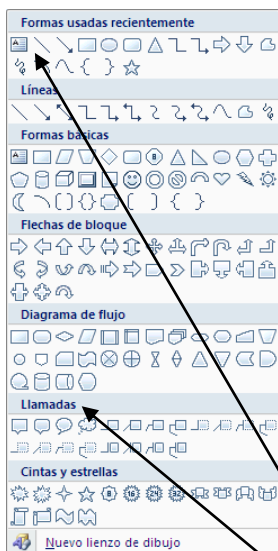 Formas usadas recientemente
Líneas
Formas básicas
Flechas de bloque
Diagrama de flujo
Llamadas
Cintas y estrellas
Nuevo lienzo de dibujo